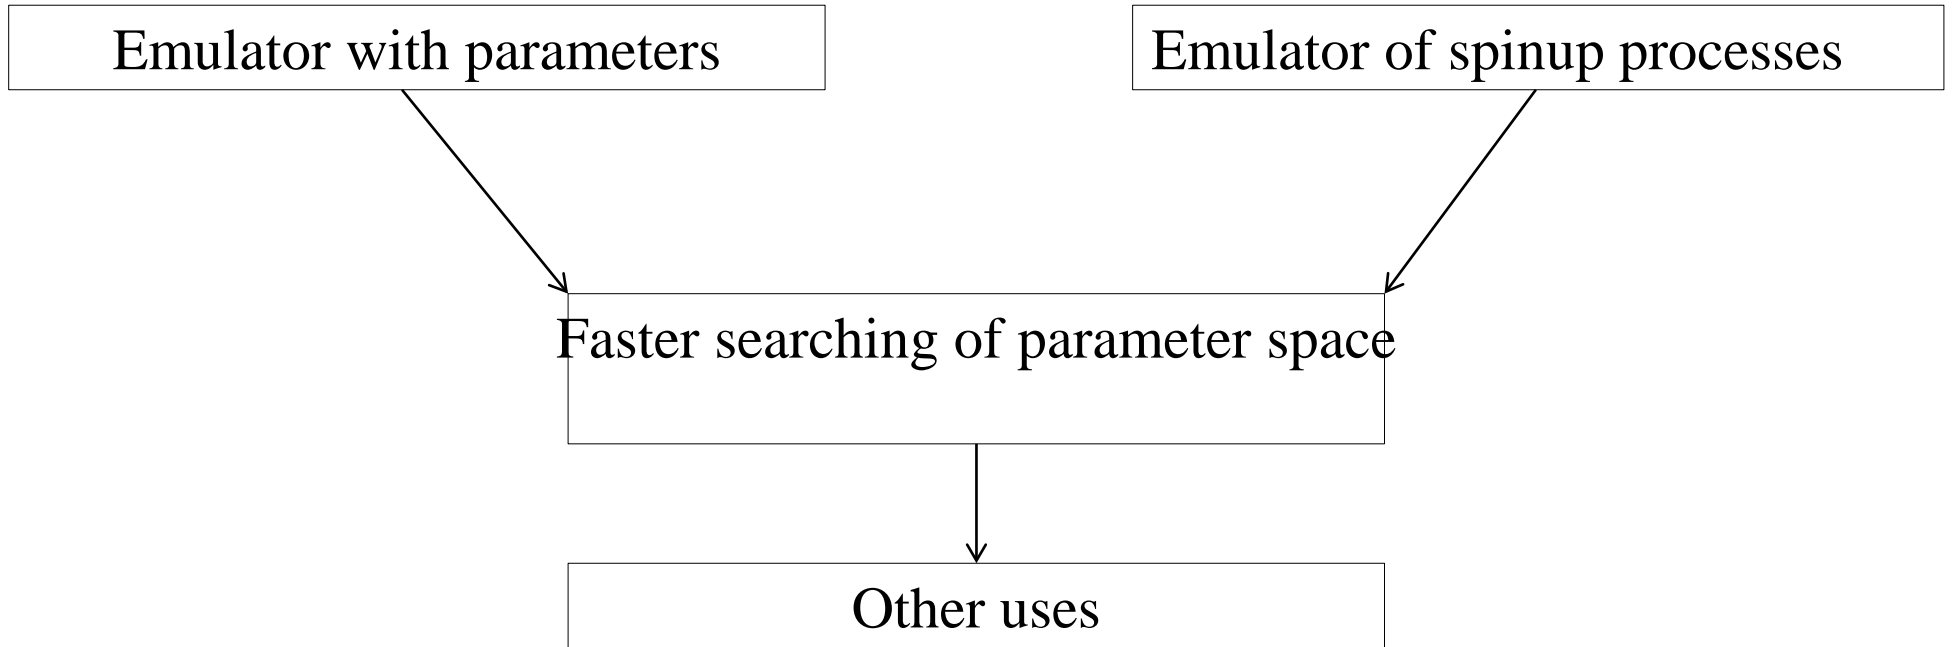 Emulator with parameters
Emulator of spinup processes
Faster searching of parameter space
Other uses